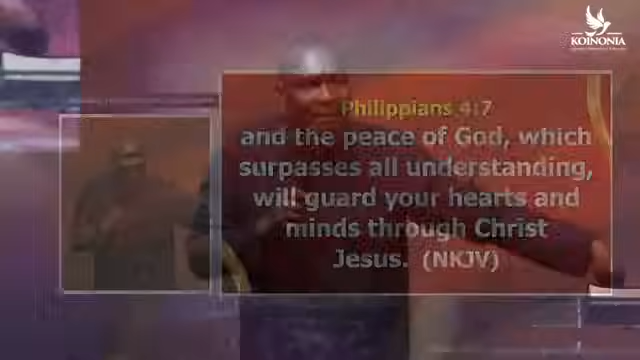 KOINONIA
Philippians 4:7
and the peace of God, which
surpasses all understanding,
will guard your hearts and
minds through Christ
Jesus. (NKJV)